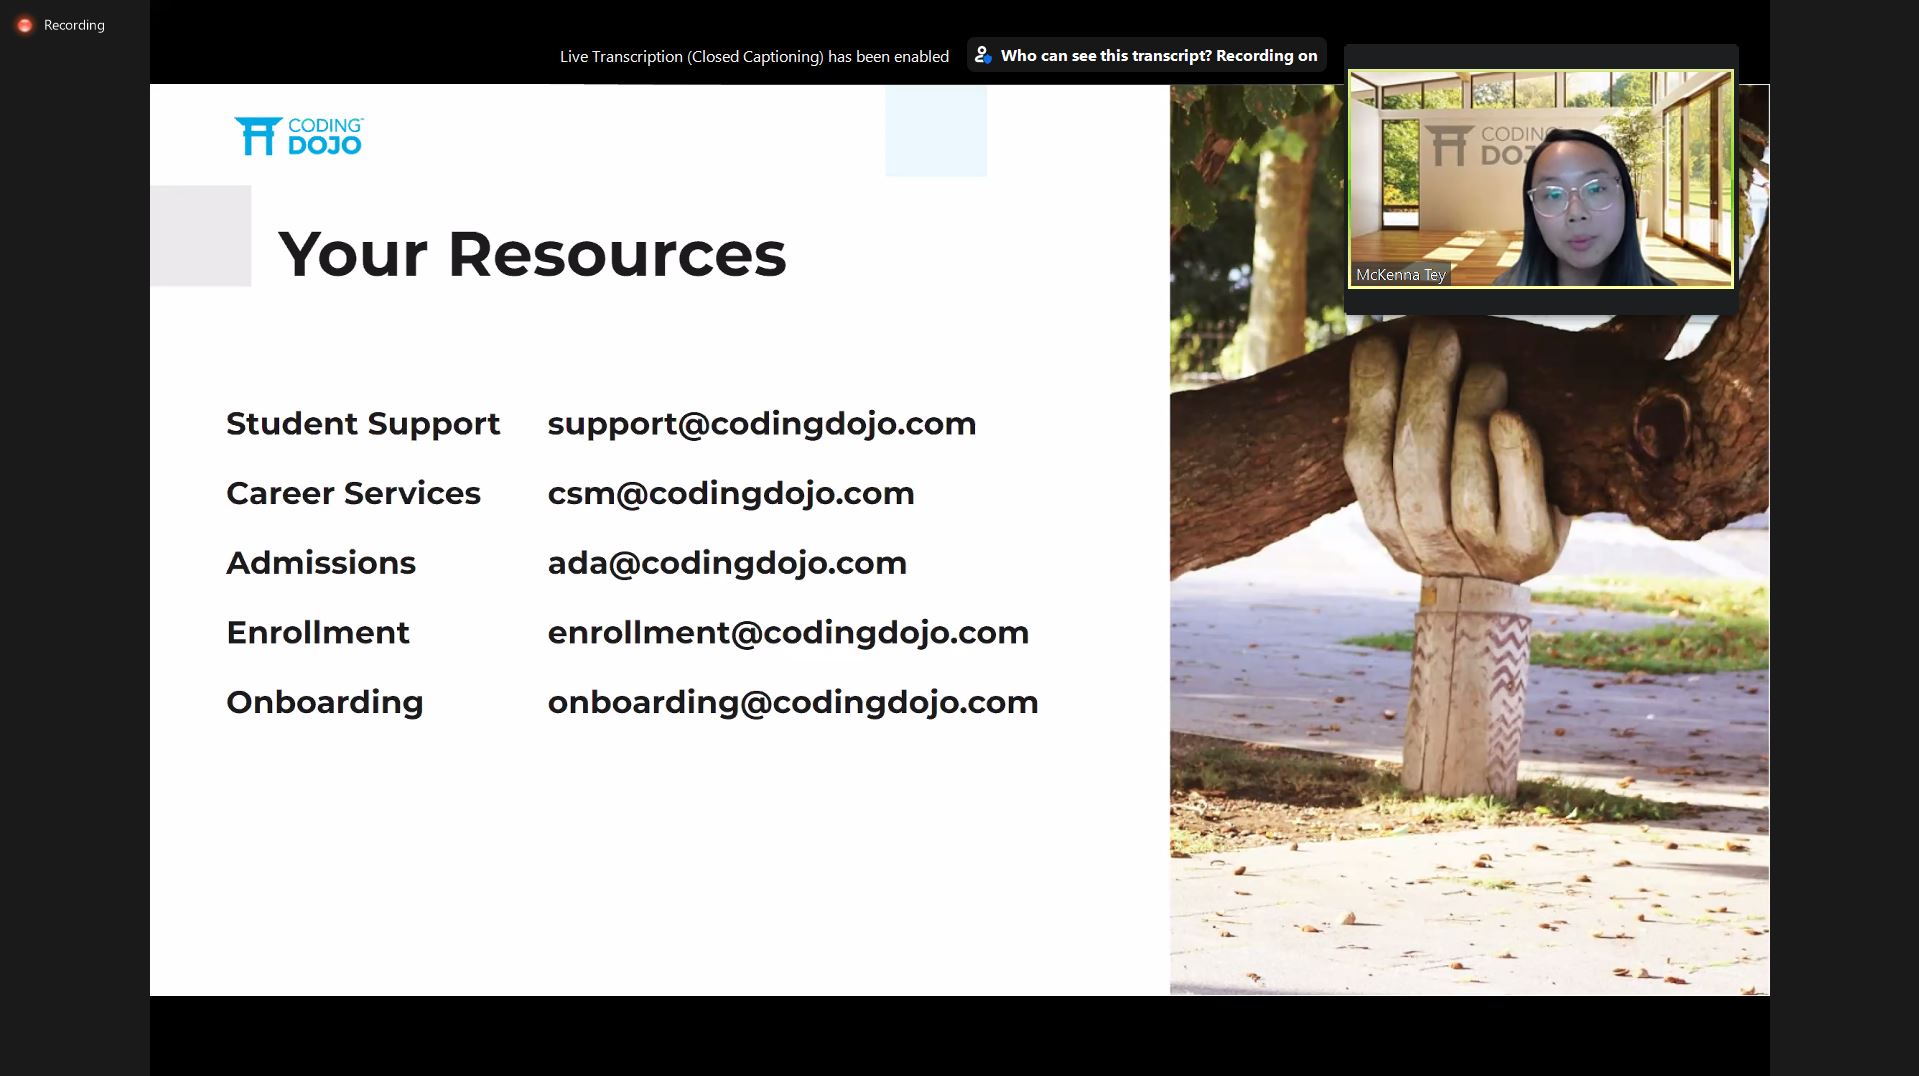 Recording
Live Transcription (Closed Captioning) has been enabled
Who can see this transcript? Recording on
CODING
DOJO
CODING
DOJO
McKenna Tey
Your Resources
Student Support support@codingdojo.com
Career Services csm@codingdojo.com
Admissions ada@codingdojo.com
Enrollment enrollment@codingdojo.com
Onboarding onboarding@codingdojo.com